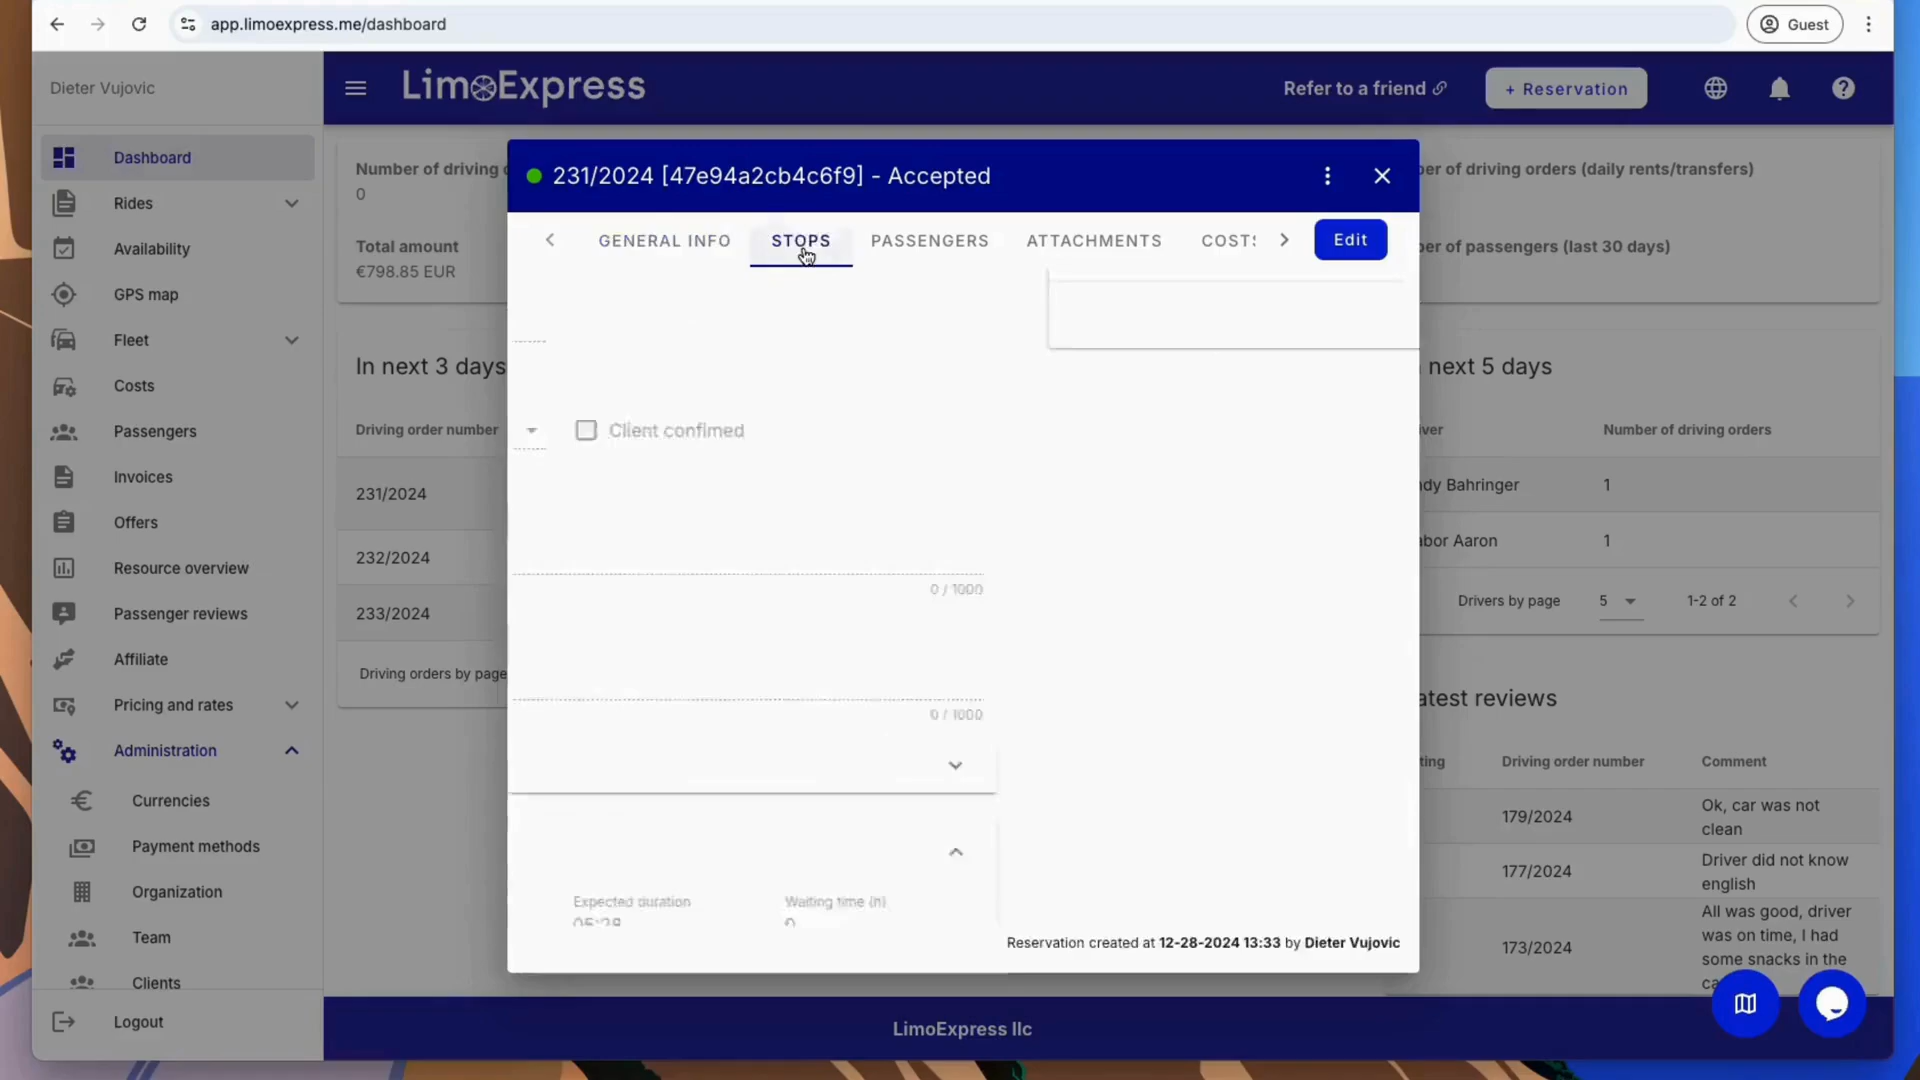 app.limoexpress.me/dashboard
Guest
Dieter Vujovic
LimoExpress
Refer to a friend
+ Reservation
Dashboard
Rides
Availability
GPS map
Fleet
Costs
Passengers
Invoices
Offers
Resource overview
Passenger reviews
Affiliate
Pricing and rates
Administration
Currencies
Payment methods
Organization
Team
Clients
Logout
Number of driving
0
Total amount
€798.85 EUR
In next 3 days
Driving order number
231/2024
232/2024
233/2024
Driving orders by page
231/2024 [47e94a2cb4c6f9] - Accepted
GENERAL INFO
STOPS
PASSENGERS
ATTACHMENTS
COSTS
Edit
Client confimed
0 / 1000
0 / 1000
Expected duration
05:28
Waiting time (h)
0
Reservation created at 12-28-2024 13:33 by Dieter Vujovic
er of driving orders (daily rents/transfers)
er of passengers (last 30 days)
next 5 days
ver
Number of driving orders
dy Bahringer
1
bor Aaron
1
Drivers by page
5
1-2 of 2
atest reviews
ting
Driving order number
Comment
179/2024
Ok, car was not
clean
177/2024
Driver did not know
english
173/2024
All was good, driver
was on time, I had
some snacks in the
ca
LimoExpress llc